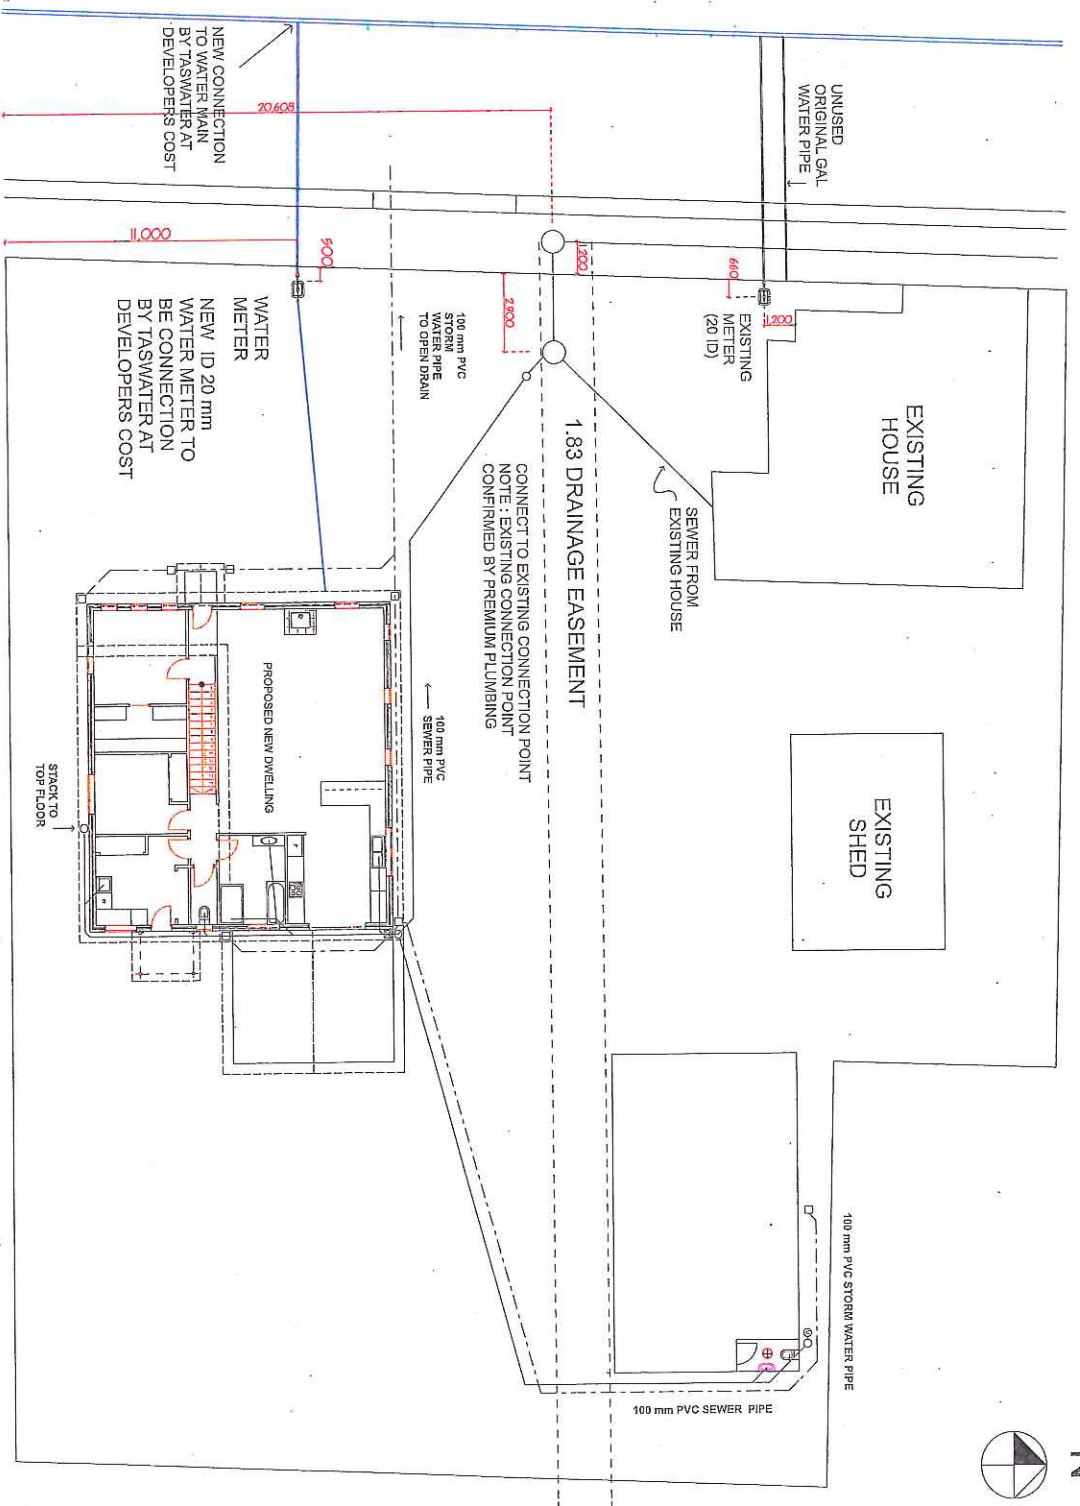 NEW CONNECTION
TO WATER MAIN
BY TASWATER AT
DEVELOPERS COST
20,608
UNUSED
ORIGINAL GAL
WATER PIPE
11,000
500
1,200
2,900
660
1,200
WATER
METER
NEW ID 20 mm
WATER METER TO
BE CONNECTION
BY TASWATER AT
DEVELOPERS COST
100 mm PVC
STORM
WATER PIPE
TO OPEN DRAIN
EXISTING
METER
(20 ID)
EXISTING
HOUSE
1.83 DRAINAGE EASEMENT
CONNECT TO EXISTING CONNECTION POINT
NOTE : EXISTING CONNECTION POINT
CONFIRMED BY PREMIUM PLUMBING
SEWER FROM
EXISTING HOUSE
PROPOSED NEW DWELLING
100 mm PVC
SEWER PIPE
STACK TO
TOP FLOOR
EXISTING
SHED
100 mm PVC STORM WATER PIPE
100 mm PVC SEWER PIPE
N